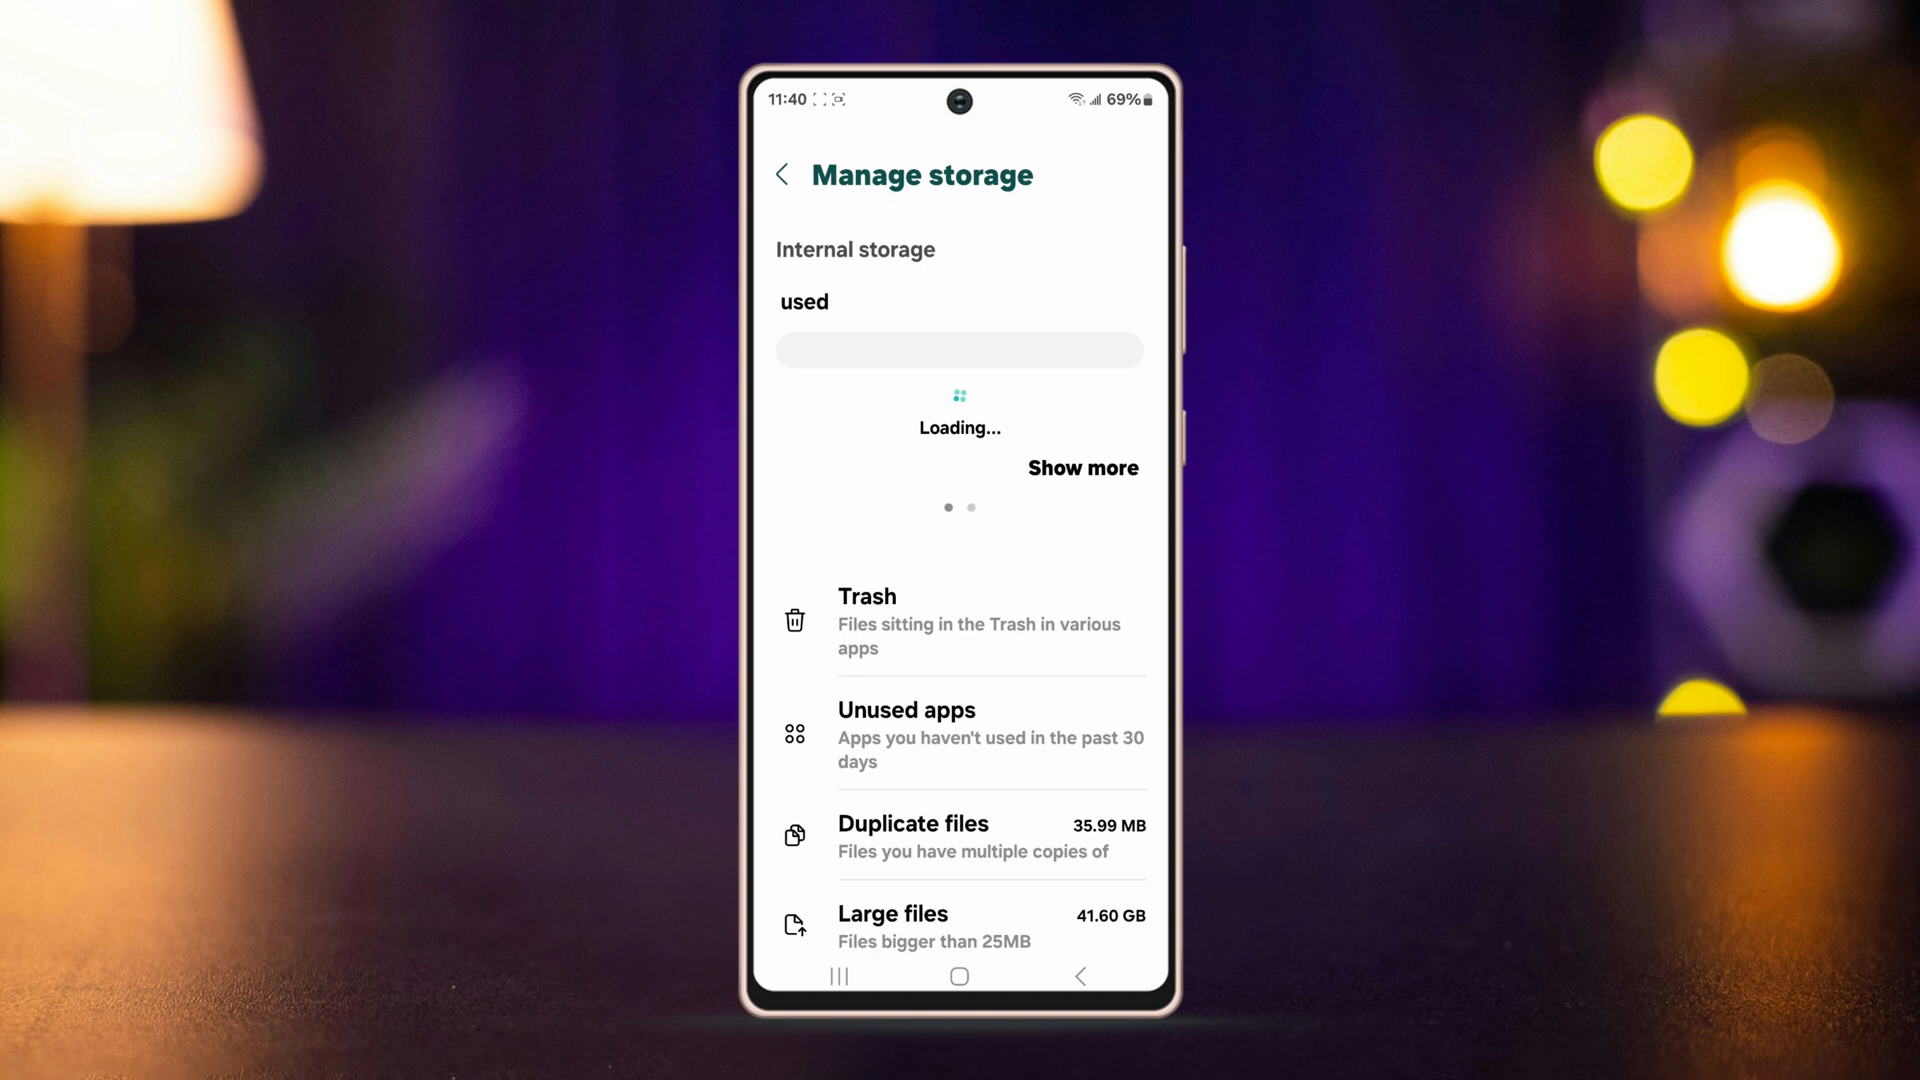 11:40 69%
Manage storage
Internal storage
used
Loading...
Show more
Trash
Files sitting in the Trash in various
apps
Unused apps
Apps you haven't used in the past 30
days
Duplicate files 35.99 MB
Files you have multiple copies of
Large files 41.60 GB
Files bigger than 25MB